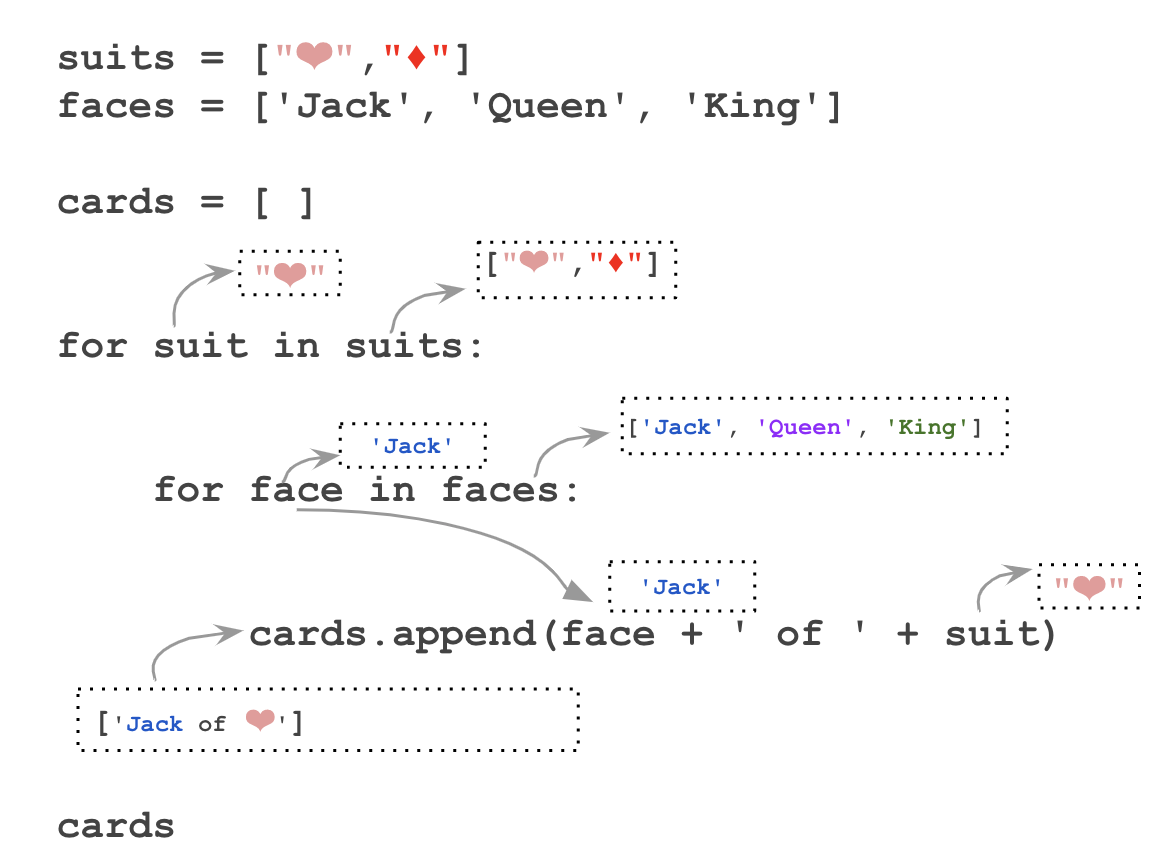 suits = ["❤","♦"]
faces = ['Jack', 'Queen', 'King']
cards = [ ]
"❤"
["❤","♦"]
for suit in suits:
'Jack'
['Jack', 'Queen', 'King']
for face in faces:
'Jack'
"❤"
cards.append(face + ' of ' + suit)
['Jack of ❤']
cards